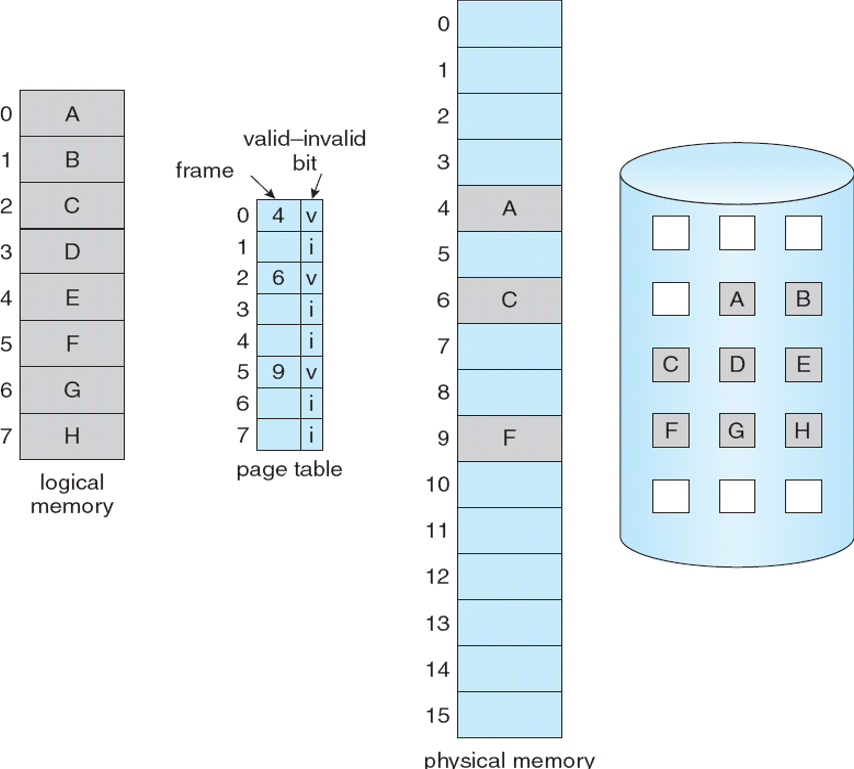 0 A
1 B
2 C
3 D
4 E
5 F
6 G
7 H
logical
memory
valid–invalid
bit
frame
0 4 v
1 i
2 6 v
3 i
4 i
5 9 v
6 i
7 i
page table
0
1
2
3
4 A
5
6 C
7
8
9 F
10
11
12
13
14
15
physical memory
A B
C D E
F G H